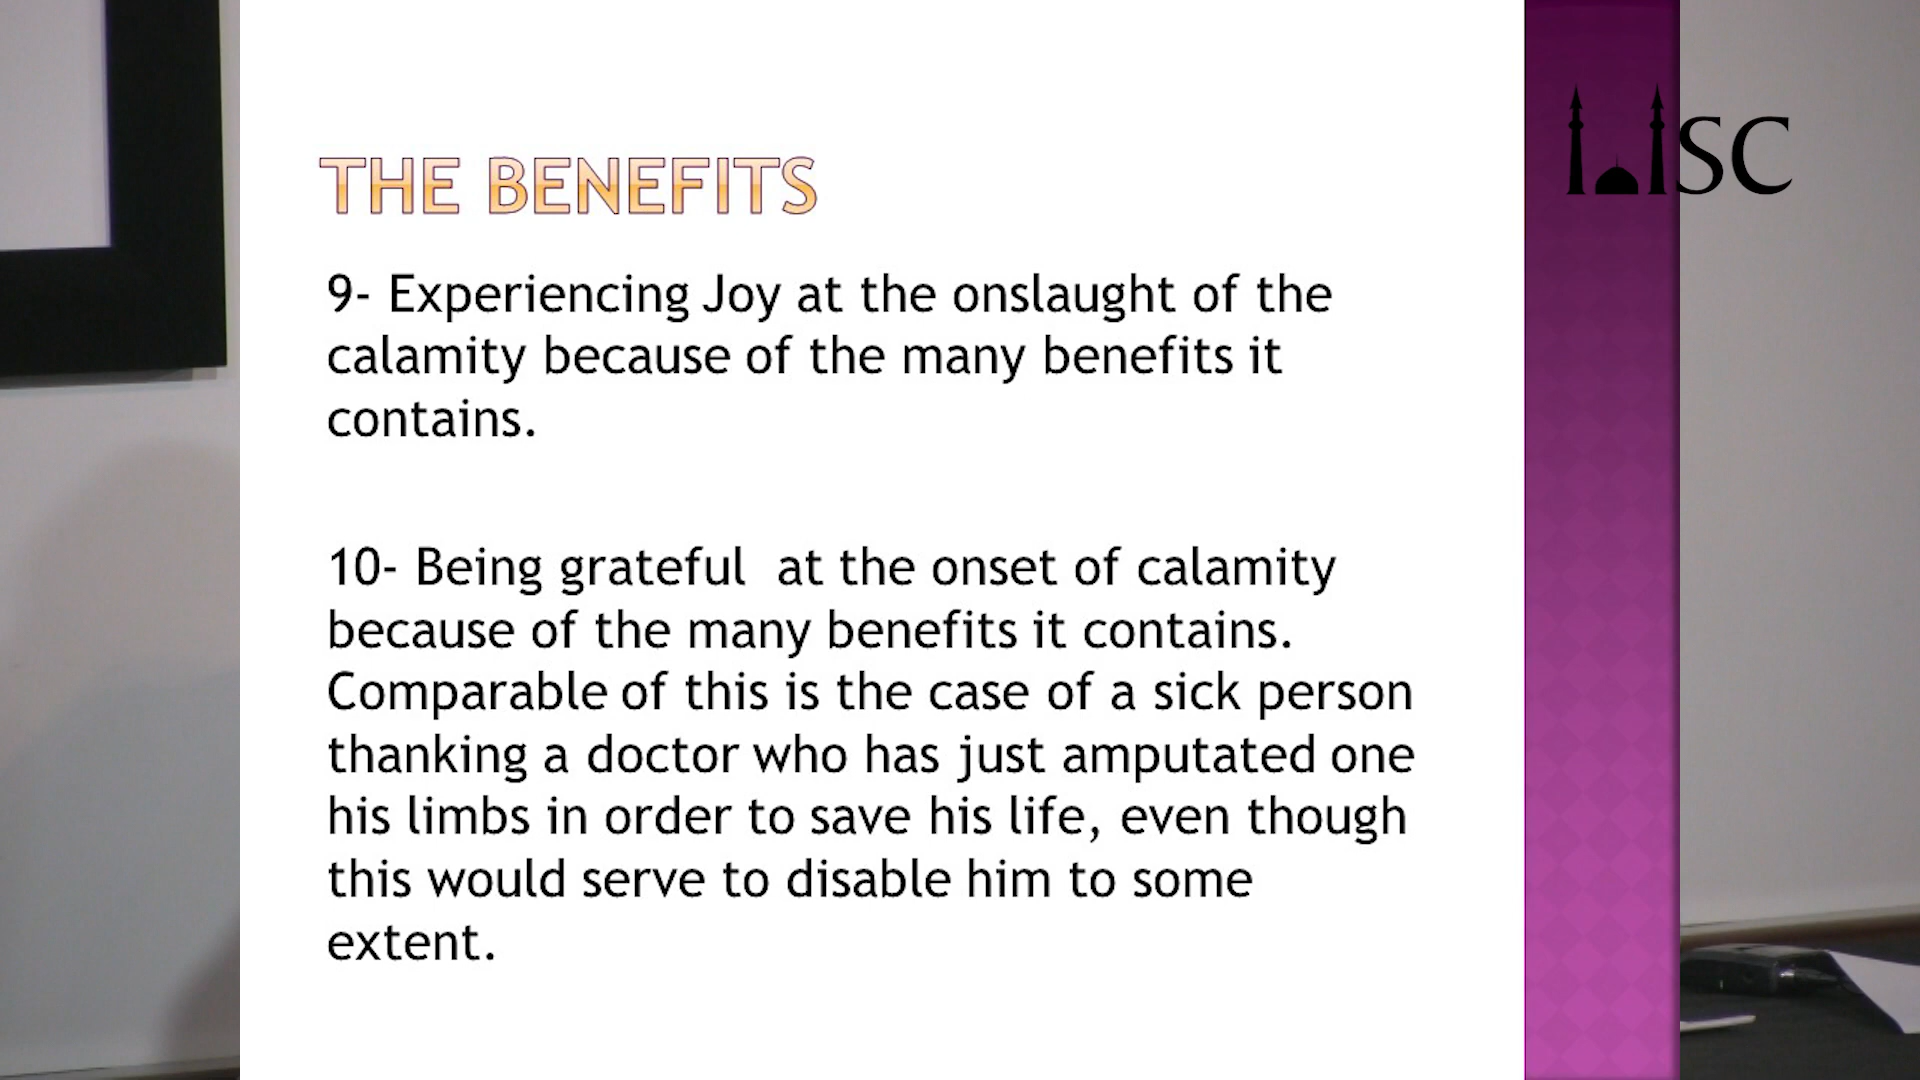 THE BENEFITS
SC
9- Experiencing Joy at the onslaught of the
calamity because of the many benefits it
contains.
10- Being grateful  at the onset of calamity
because of the many benefits it contains.
Comparable of this is the case of a sick person
thanking a doctor who has just amputated one
his limbs in order to save his life, even though
this would serve to disable him to some
extent.